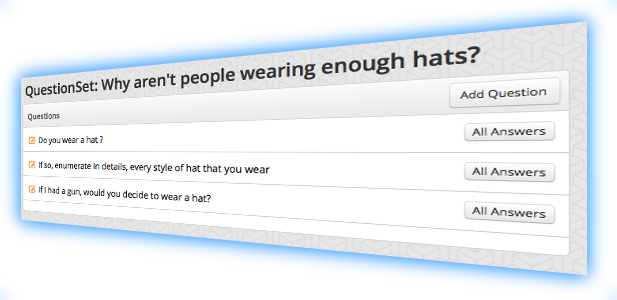 QuestionSet: Why aren't people wearing enough hats?
Add Question
Questions
Do you wear a hat ?
All Answers
If so, enumerate in details, every style of hat that you wear
All Answers
If I had a gun, would you decide to wear a hat?
All Answers